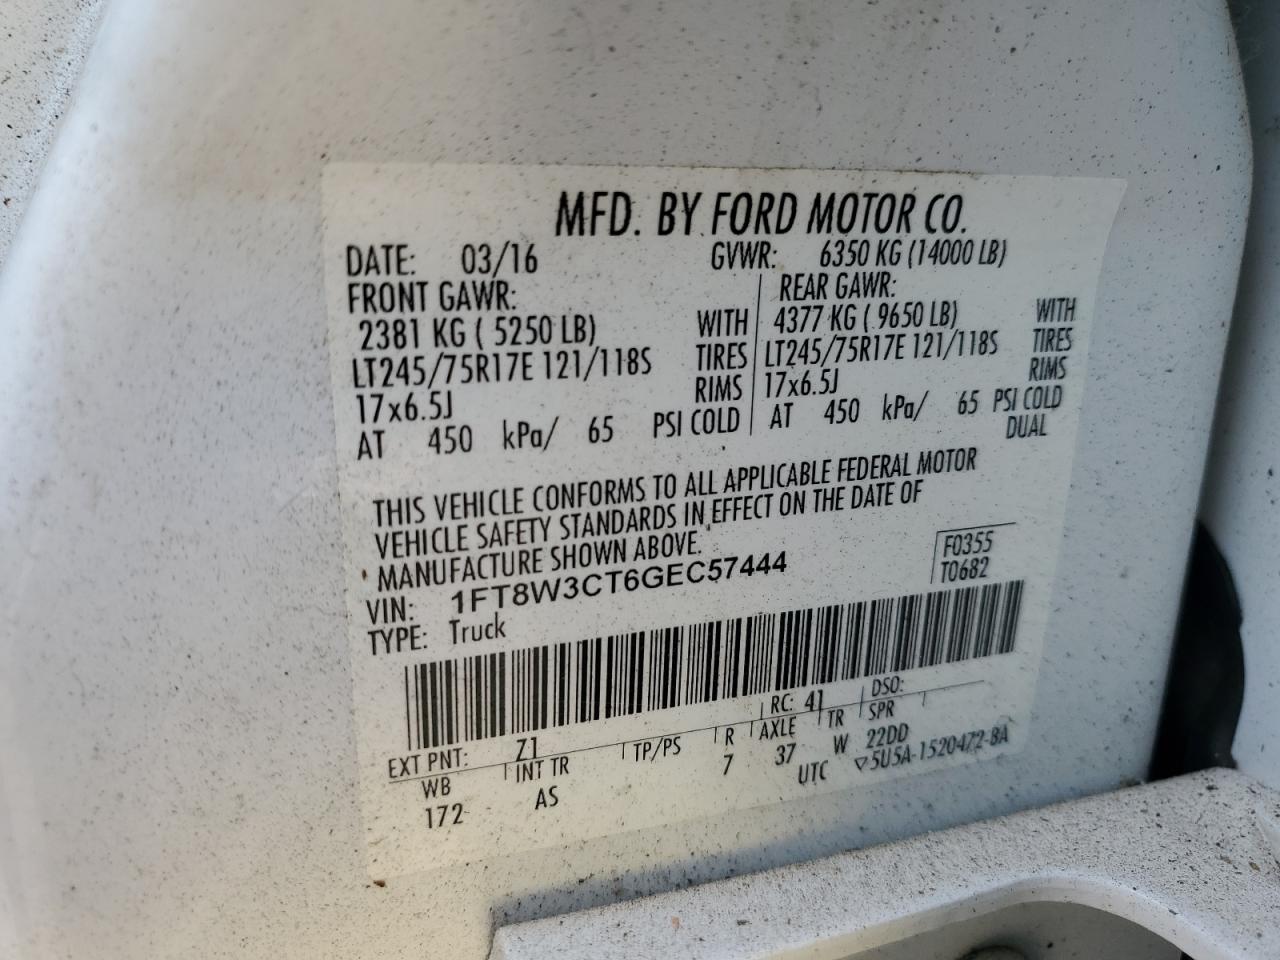 MFD. BY FORD MOTOR CO.
DATE: 03/16 GVWR: 6350 KG (14000 LB)
FRONT GAWR: REAR GAWR:
2381 KG ( 5250 LB) WITH 4377 KG ( 9650 LB) WITH
LT245/75R17E 121/118S TIRES LT245/75R17E 121/118S TIRES
17x6.5J RIMS 17x6.5J RIMS
AT 450 kPa/ 65 PSI COLD AT 450 kPa/ 65 PSI COLD
DUAL
THIS VEHICLE CONFORMS TO ALL APPLICABLE FEDERAL MOTOR
VEHICLE SAFETY STANDARDS IN EFFECT ON THE DATE OF
MANUFACTURE SHOWN ABOVE.
F0355
VIN: 1FT8W3CT6GEC57444 T0682
TYPE: Truck
EXT PNT: Z1 RC: 41 DSO:
WB INT TR TP/PS R AXLE TR SPR
172 AS 7 37 W 22DD
UTC ▽5U5A-1520472-BA